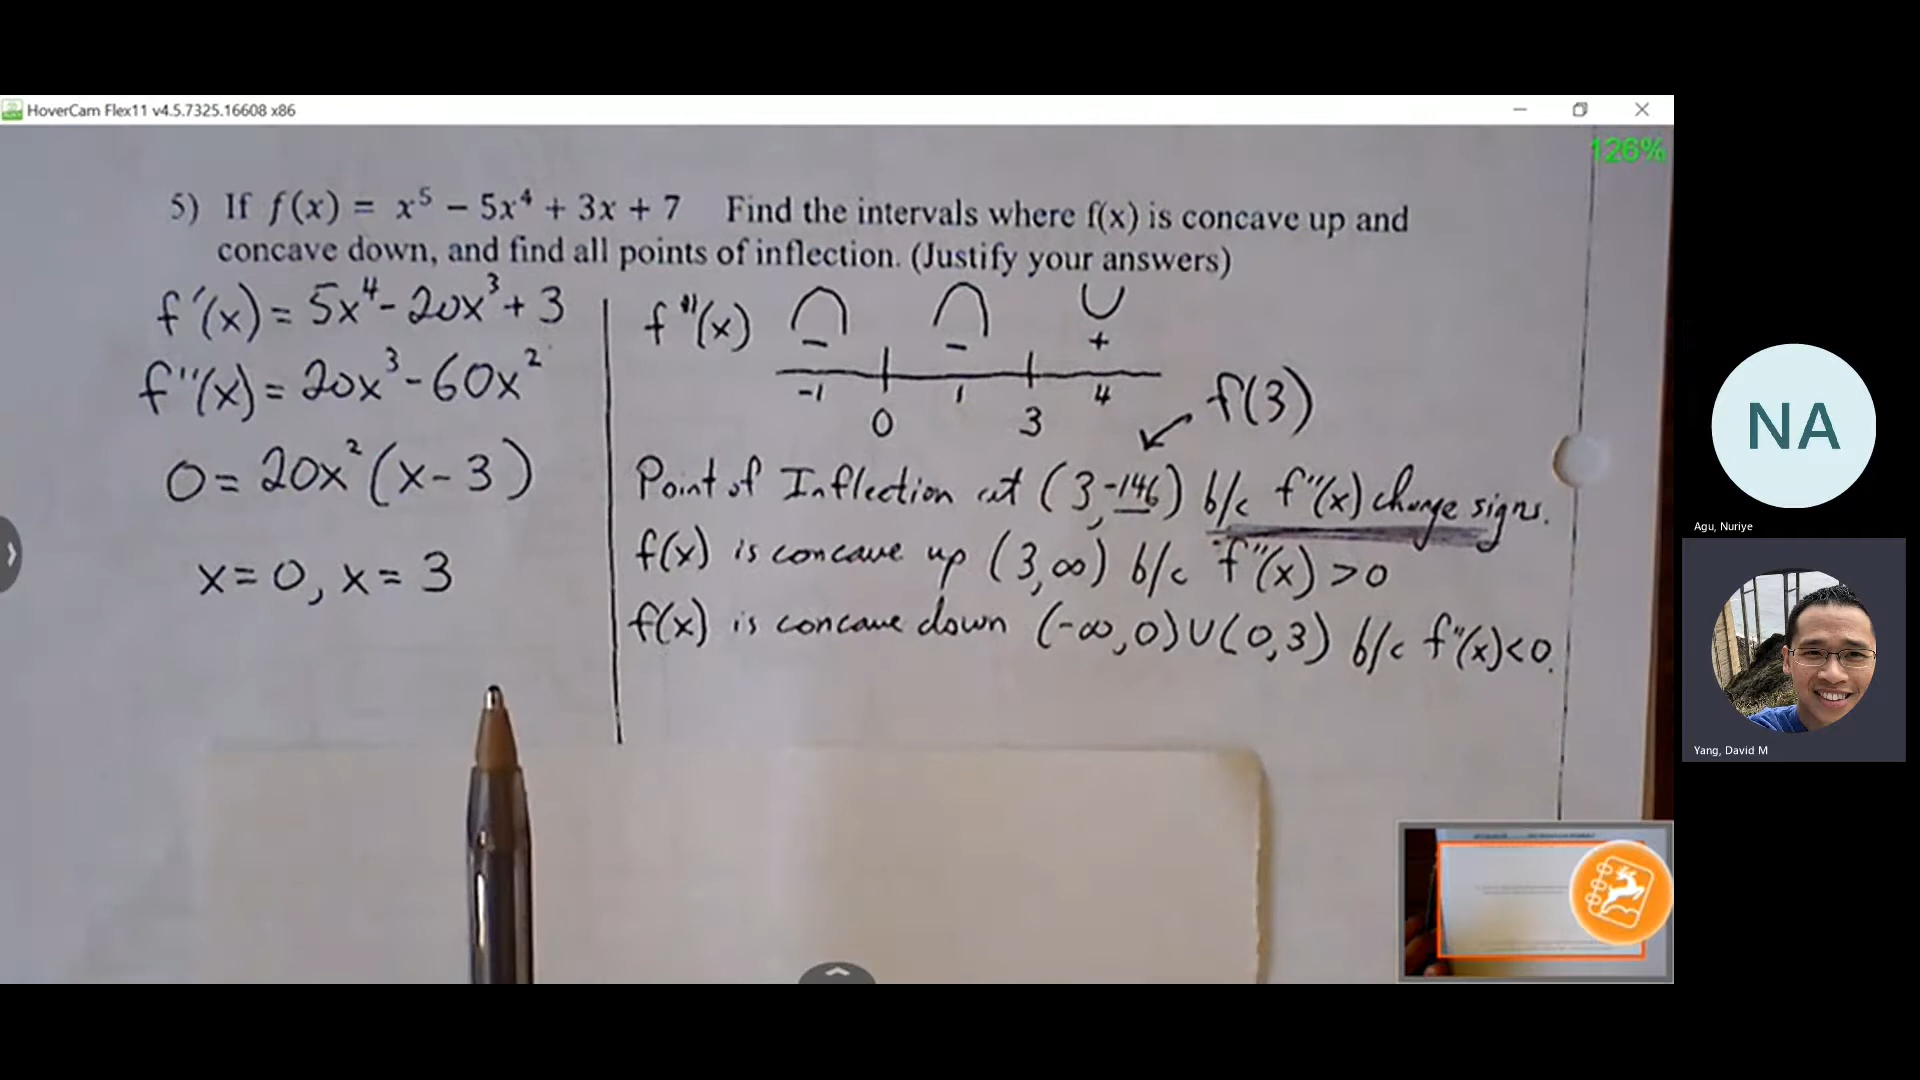 HoverCam Flex11 v4.5.7325.16608 x86
126%
5) If f(x) = x⁵ − 5x⁴ + 3x + 7 Find the intervals where f(x) is concave up and
concave down, and find all points of inflection. (Justify your answers)
f'(x) = 5x⁴ - 20x³ + 3
f''(x) = 20x³ - 60x²
0 = 20x²(x - 3)
x = 0, x = 3
f''(x)
− − +
-1 1 4
0 3
f(3)
Point of Inflection at (3, -146) b/c f''(x) change signs.
f(x) is concave up (3, ∞) b/c f''(x) > 0
f(x) is concave down (-∞, 0) ∪ (0, 3) b/c f''(x) < 0.
NA
Agu, Nuriye
Yang, David M